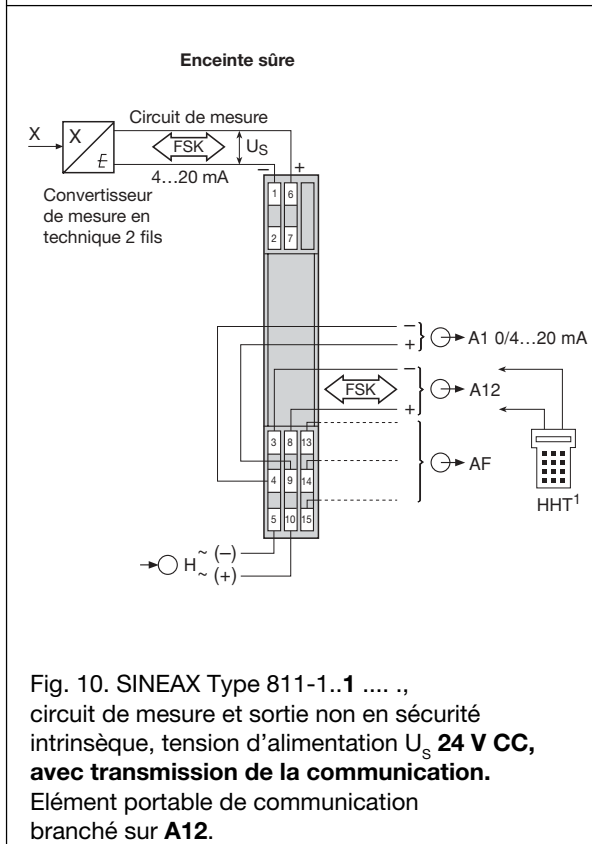 Enceinte sûre
Circuit de mesure
X
X
E
FSK
U_S
4...20 mA
– +
Convertisseur
de mesure en
technique 2 fils
1 6
2 7
– A1 0/4...20 mA
+
– A12
FSK
+
3 8 13
4 9 14
AF
5 10 15
HHT¹
H ~ (–)
~ (+)
Fig. 10. SINEAX Type 811-1..1 .... .,
circuit de mesure et sortie non en sécurité
intrinsèque, tension d'alimentation U_S 24 V CC,
avec transmission de la communication.
Elément portable de communication
branché sur A12.